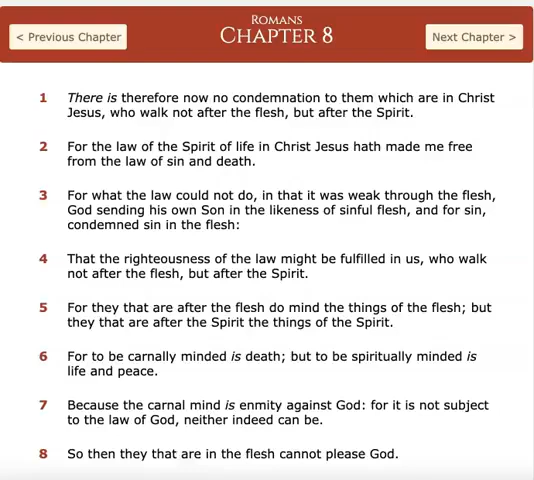 ROMANS
< Previous Chapter
CHAPTER 8
Next Chapter >
1 There is therefore now no condemnation to them which are in Christ
Jesus, who walk not after the flesh, but after the Spirit.
2 For the law of the Spirit of life in Christ Jesus hath made me free
from the law of sin and death.
3 For what the law could not do, in that it was weak through the flesh,
God sending his own Son in the likeness of sinful flesh, and for sin,
condemned sin in the flesh:
4 That the righteousness of the law might be fulfilled in us, who walk
not after the flesh, but after the Spirit.
5 For they that are after the flesh do mind the things of the flesh; but
they that are after the Spirit the things of the Spirit.
6 For to be carnally minded is death; but to be spiritually minded is
life and peace.
7 Because the carnal mind is enmity against God: for it is not subject
to the law of God, neither indeed can be.
8 So then they that are in the flesh cannot please God.